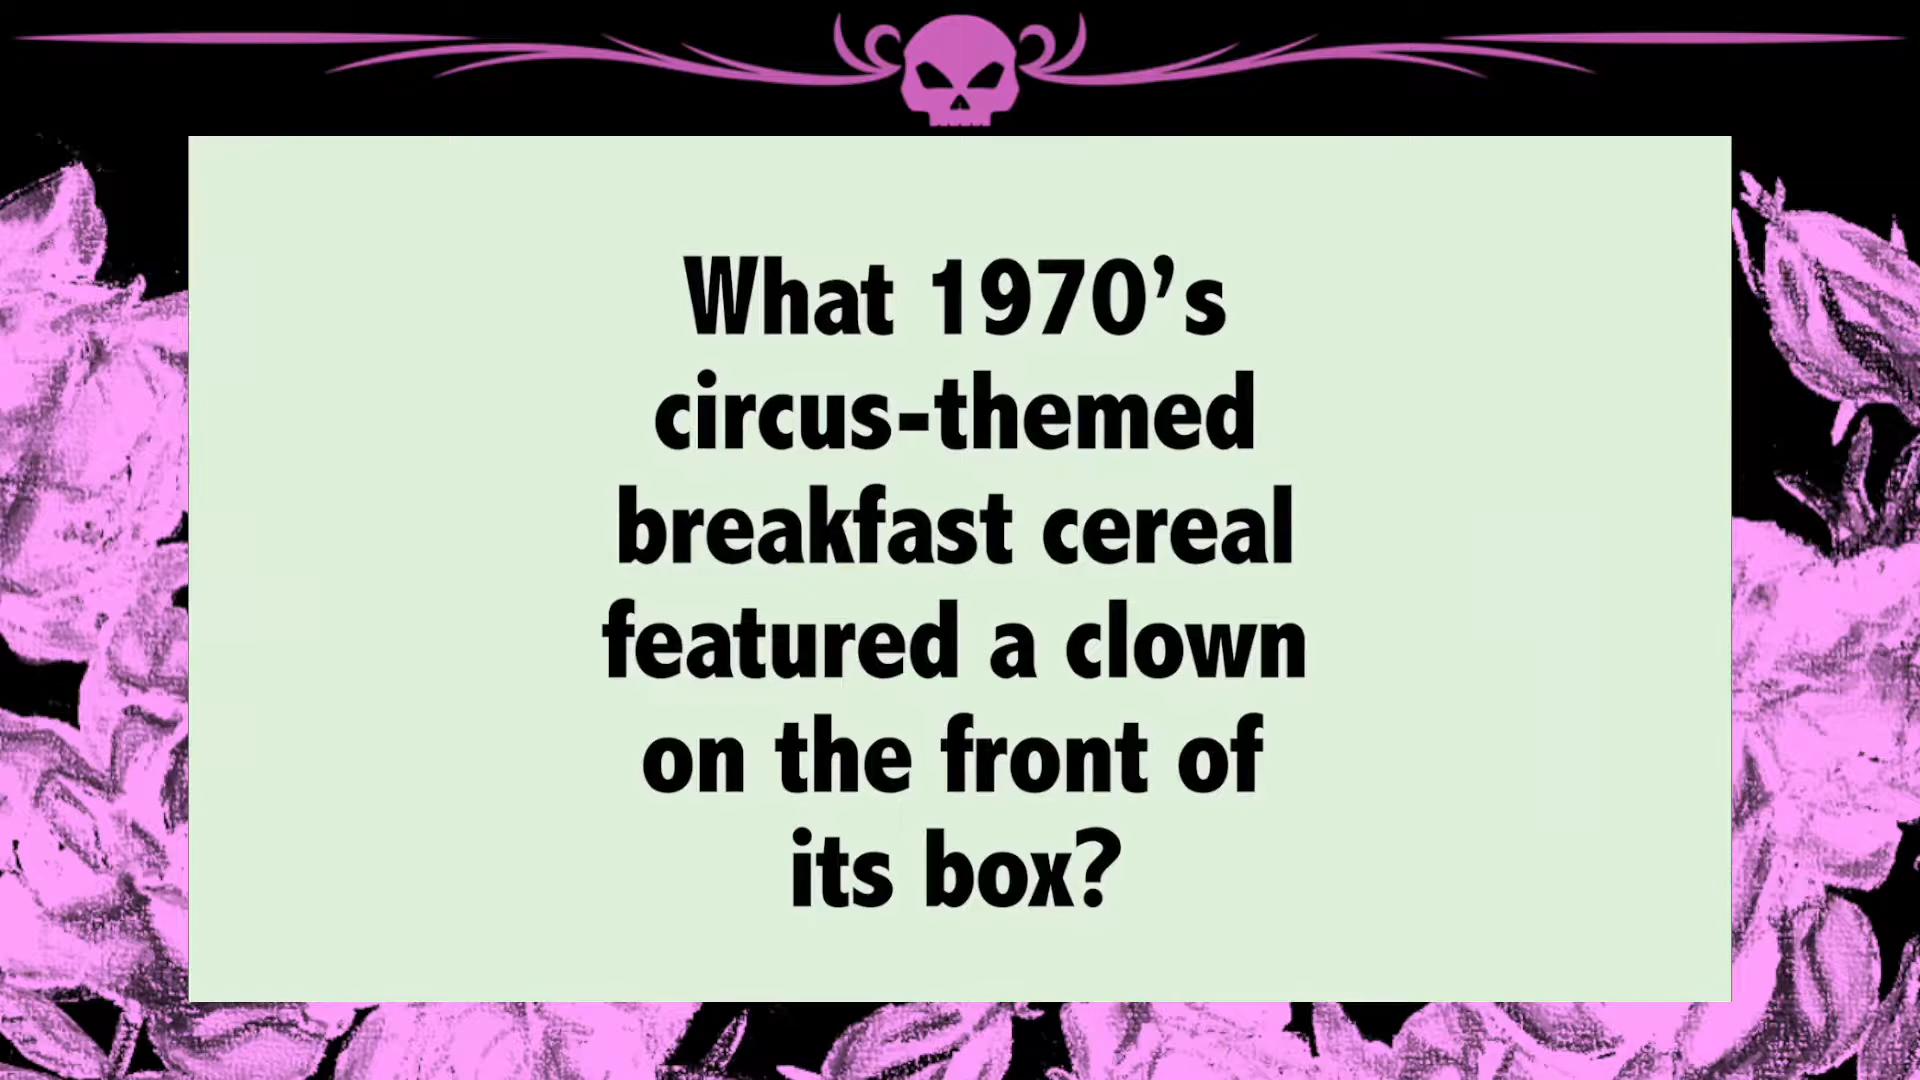 What 1970’s
circus-themed
breakfast cereal
featured a clown
on the front of
its box?